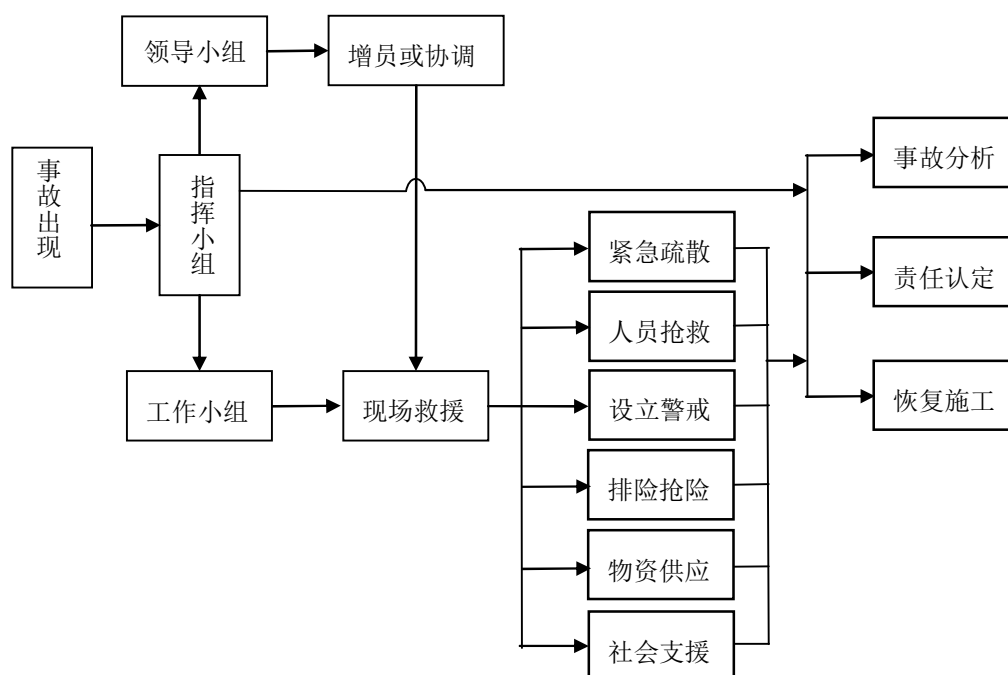 领导小组
增员或协调
事故出现
指挥小组
工作小组
现场救援
紧急疏散
人员抢救
设立警戒
排险抢险
物资供应
社会支援
事故分析
责任认定
恢复施工